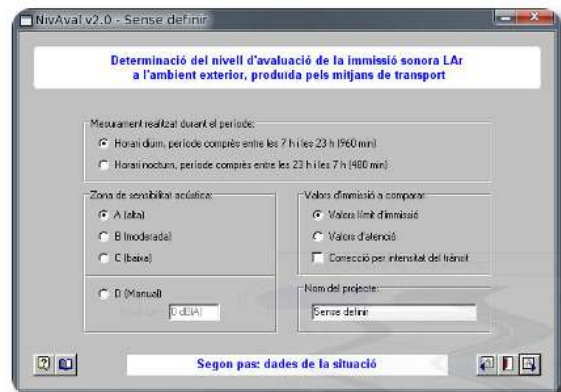 NivAval v2.0 - Sense definir
Determinació del nivell d'avaluació de la immissió sonora LAr
a l'ambient exterior, produïda pels mitjans de transport
Mesurament realitzat durant el període:
Horari diürn, període comprès entre les 7 h i les 23 h (960 min)
Horari nocturn, període comprès entre les 23 h i les 7 h (480 min)
Zona de sensibilitat acústica:
A (alta)
B (moderada)
C (baixa)
D (Manual)
0 dB(A)
Valors d'immissió a comparar:
Valors límit d'immissió
Valors d'atenció
Correcció per intensitat del trànsit
Nom del projecte:
Sense definir
Segon pas: dades de la situació